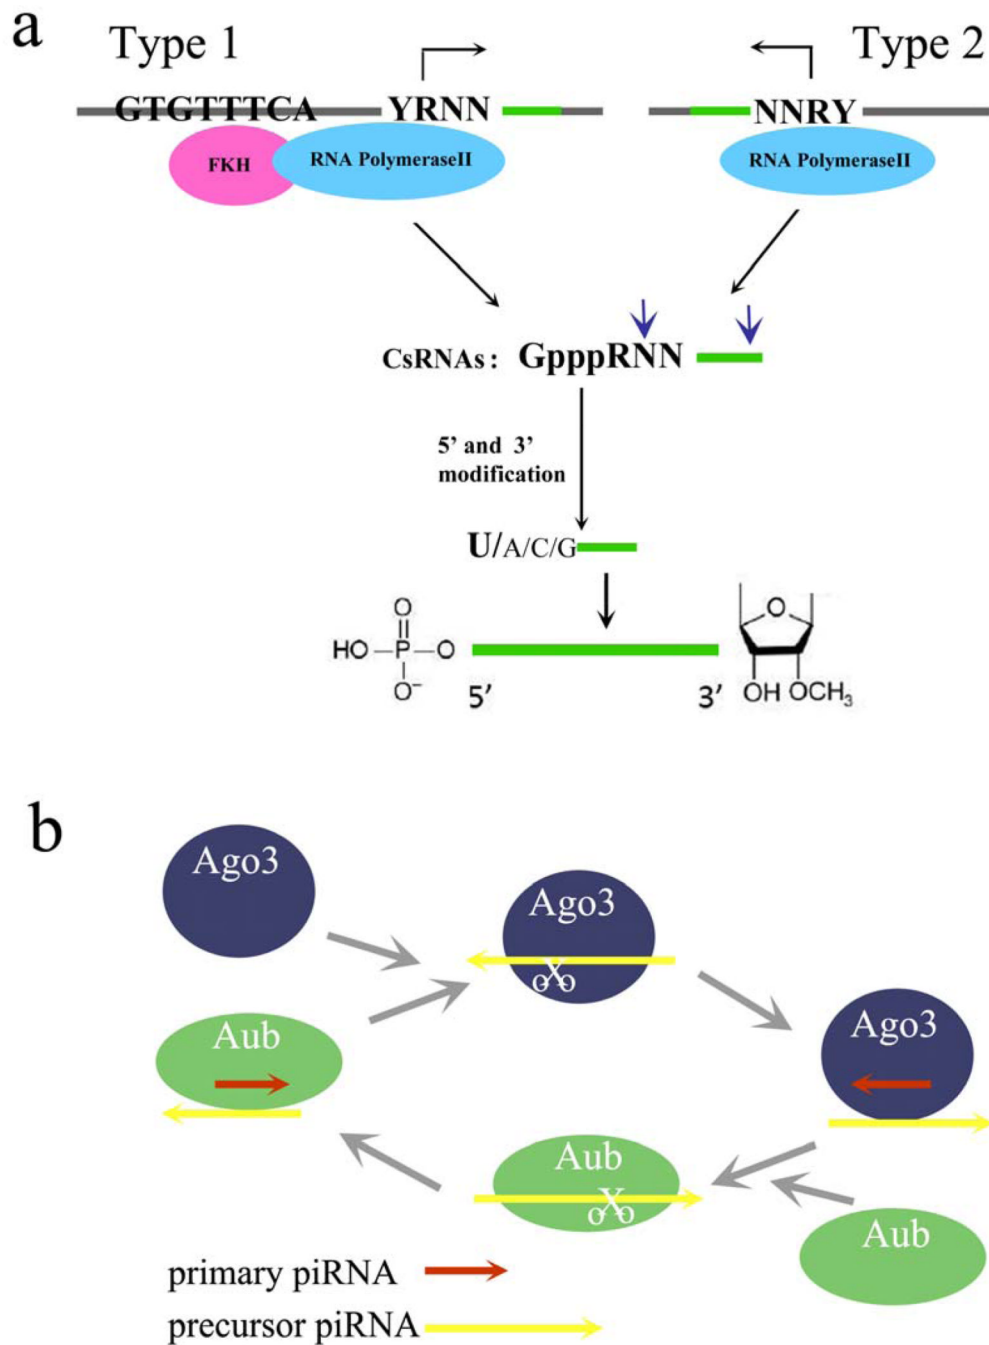 a
Type 1
Type 2
GTGTTTCA
YRNN
NNRY
FKH
RNA PolymeraseII
RNA PolymeraseII
CsRNAs:
GpppRNN
5' and 3'
modification
U/A/C/G
O
HO
P
O
O⁻
5'
3'
O
OH
OCH₃
b
Ago3
Ago3
Ago3
Aub
Aub
Aub
primary piRNA
precursor piRNA